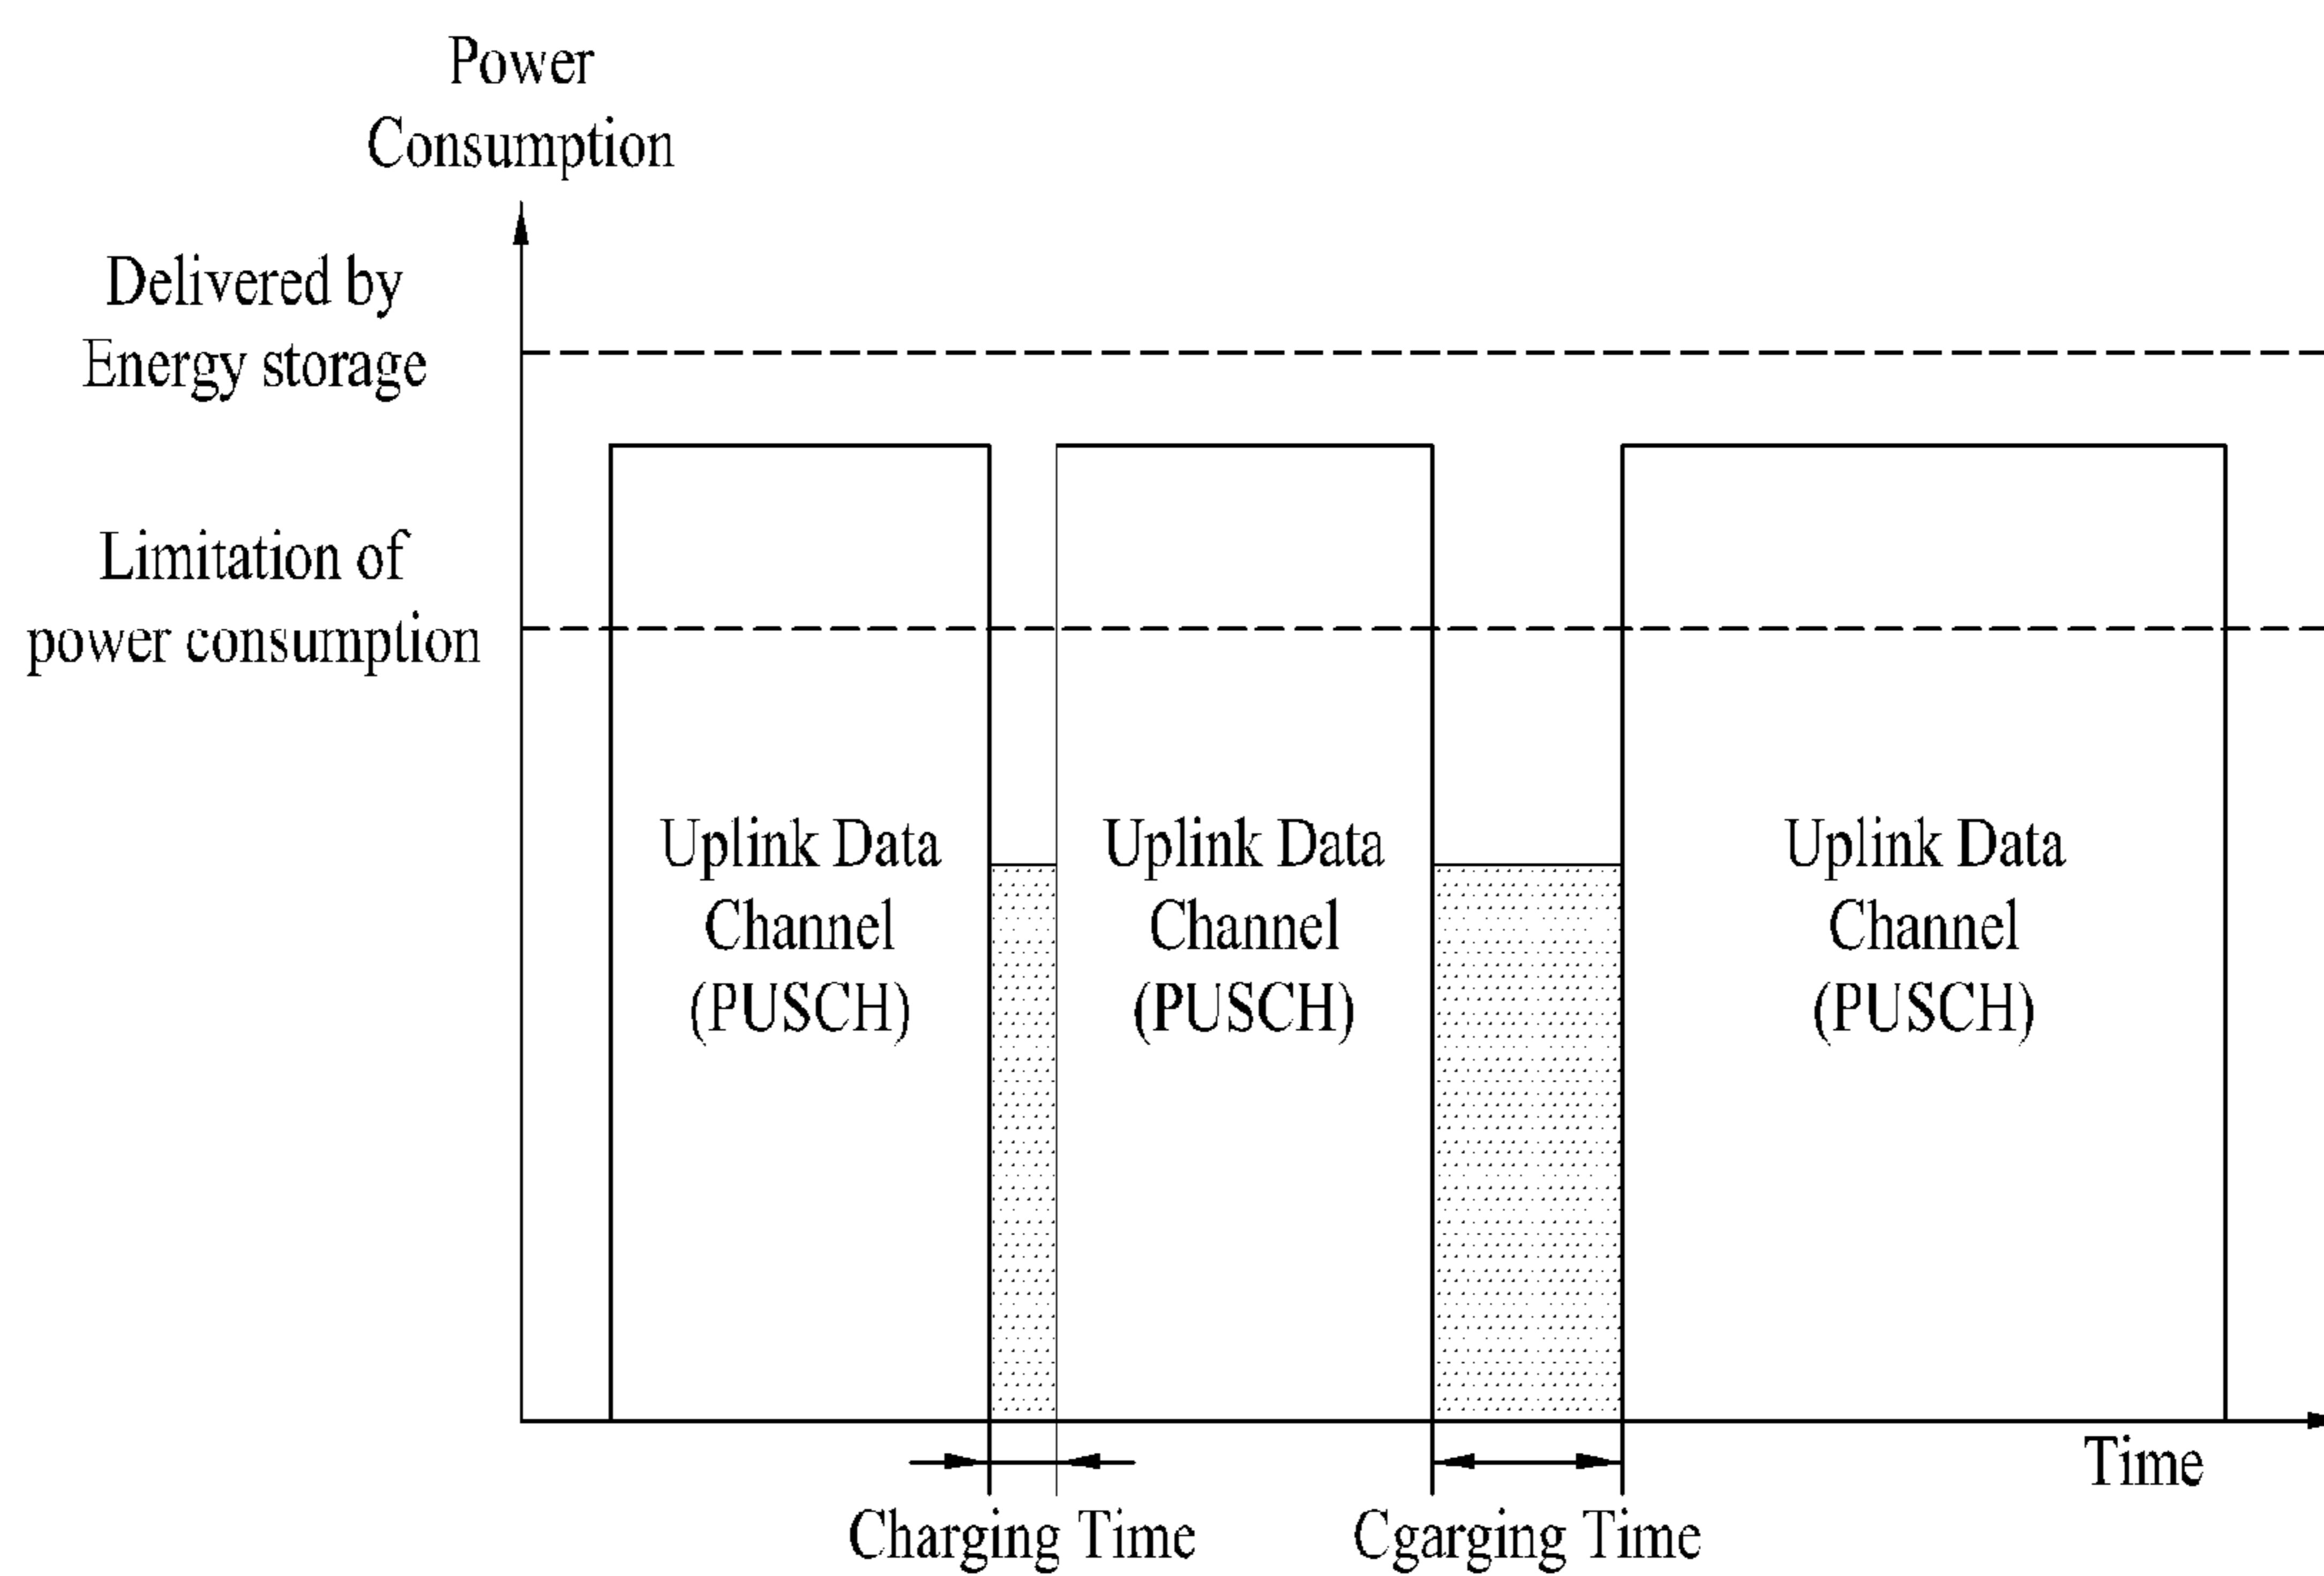 Power
Consumption
Delivered by
Energy storage
Limitation of
power consumption
Uplink Data
Channel
(PUSCH)
Uplink Data
Channel
(PUSCH)
Uplink Data
Channel
(PUSCH)
Time
Charging Time
Cgarging Time